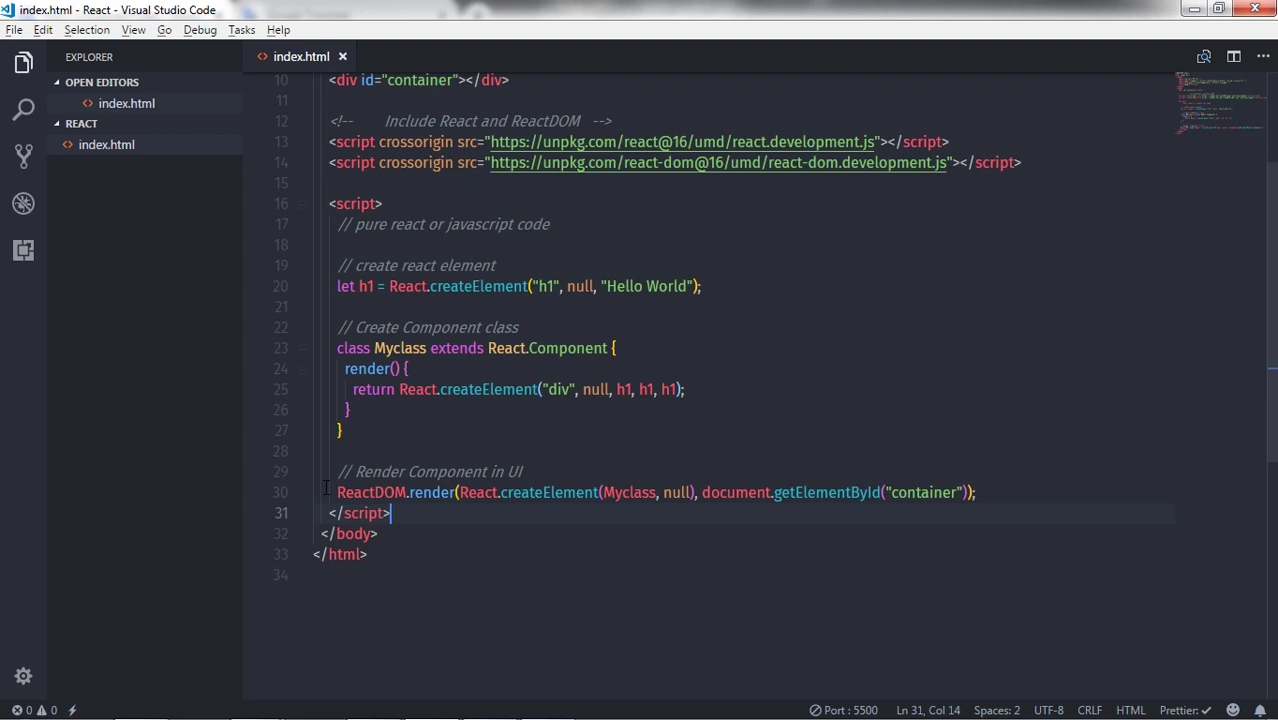 index.html - React - Visual Studio Code
File Edit Selection View Go Debug Tasks Help
EXPLORER
OPEN EDITORS
index.html
REACT
index.html
index.html
10 <div id="container"></div>
11
12 <!-- Include React and ReactDOM -->
13 <script crossorigin src="https://unpkg.com/react@16/umd/react.development.js"></script>
14 <script crossorigin src="https://unpkg.com/react-dom@16/umd/react-dom.development.js"></script>
15
16 <script>
17 // pure react or javascript code
18
19 // create react element
20 let h1 = React.createElement("h1", null, "Hello World");
21
22 // Create Component class
23 class Myclass extends React.Component {
24 render() {
25 return React.createElement("div", null, h1, h1, h1);
26 }
27 }
28
29 // Render Component in UI
30 ReactDOM.render(React.createElement(Myclass, null), document.getElementById("container"));
31 </script>
32 </body>
33 </html>
34
0 0 Port : 5500 Ln 31, Col 14 Spaces: 2 UTF-8 CRLF HTML Prettier: ✓